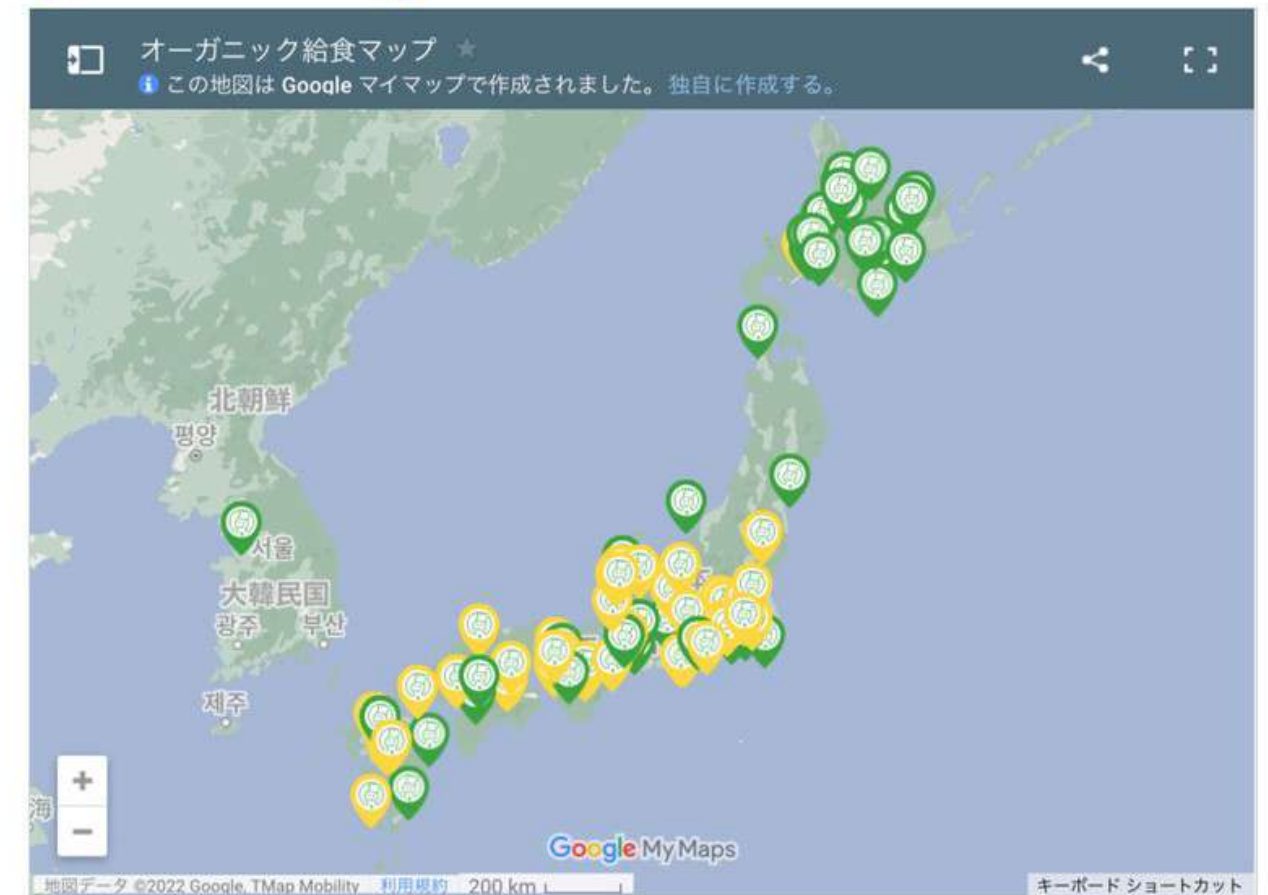 オーガニック給食マップ
この地図は Google マイマップで作成されました。 独自に作成する。
北朝鮮
평양
서울
大韓民国
광주
부산
제주
海
+
−
Google My Maps
地図データ ©2022 Google, TMap Mobility 利用規約 200 km キーボード ショートカット